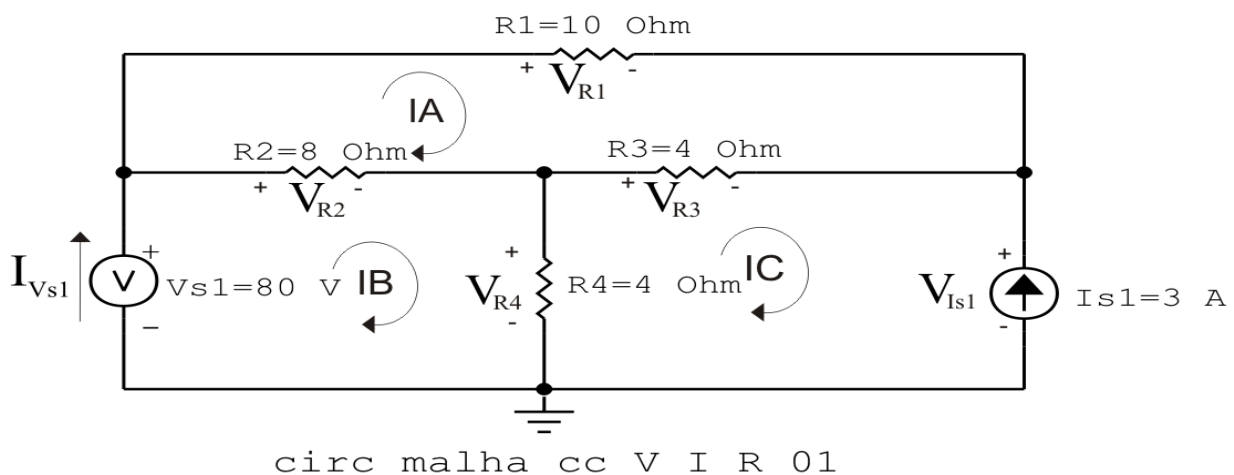 R1=10 Ohm
+ VR1 -
IA
R2=8 Ohm
+ VR2 -
R3=4 Ohm
+ VR3 -
IVs1
+ V - Vs1=80 V
IB
+ VR4 -
R4=4 Ohm
IC
+ VIs1 -
Is1=3 A
circ malha cc V I R 01